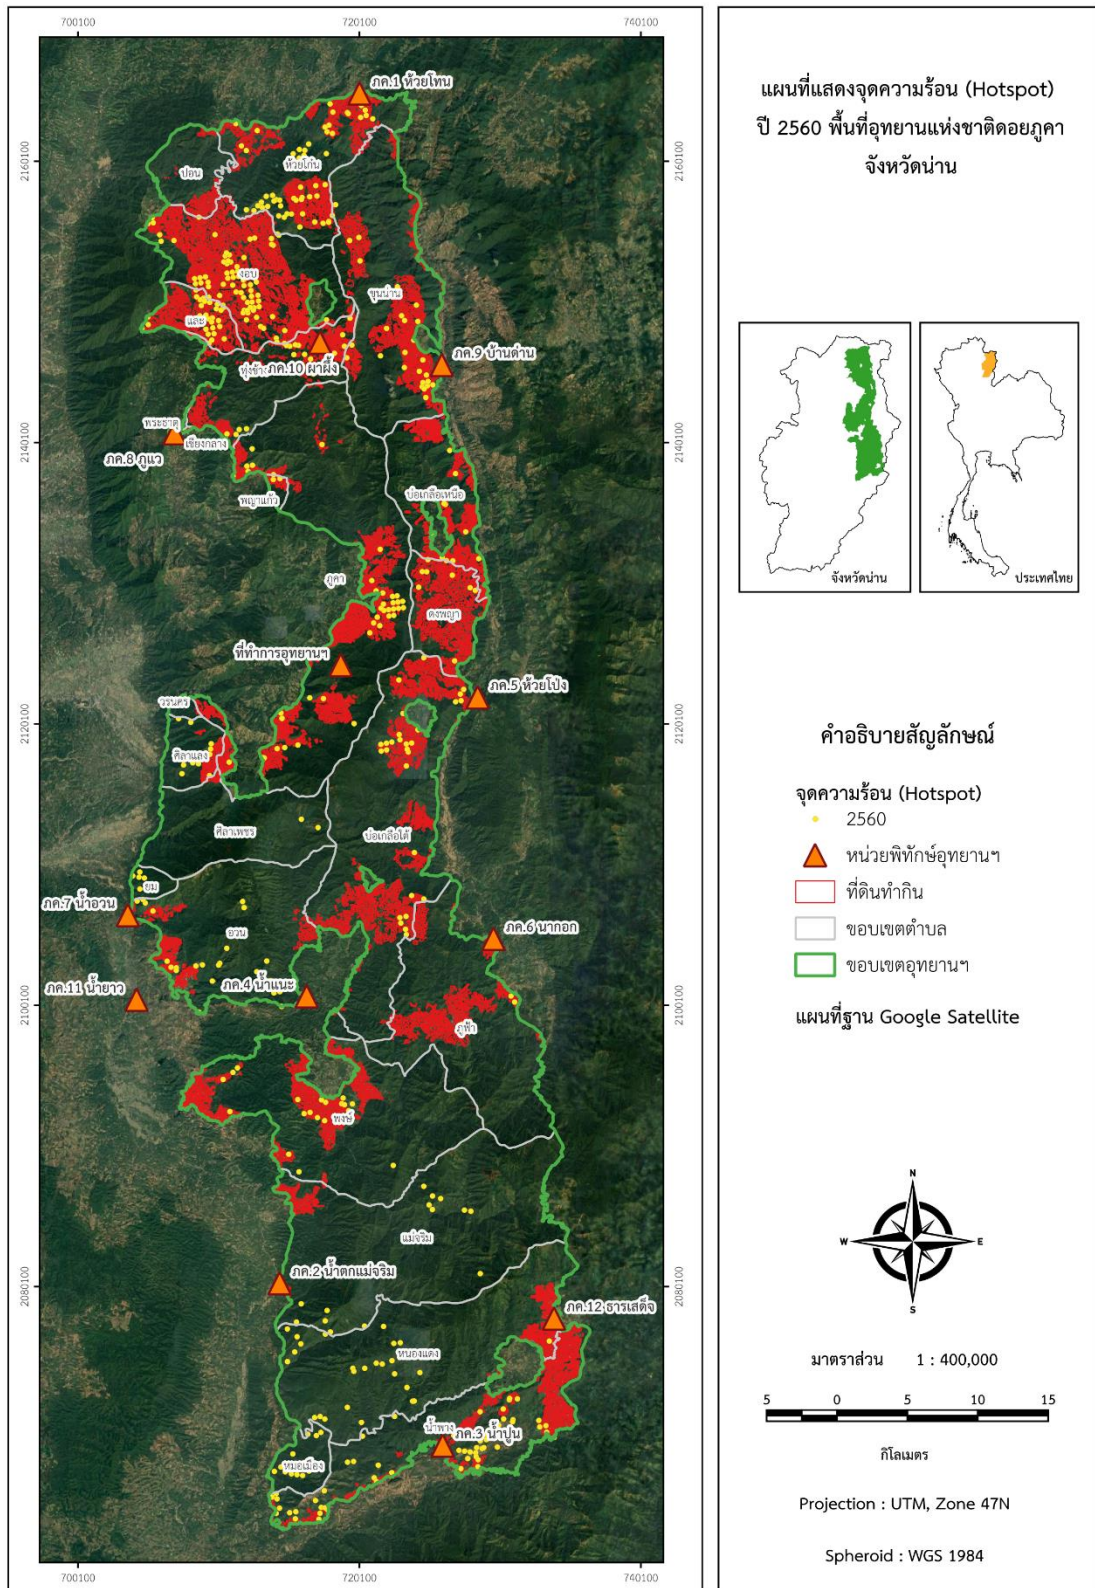 700100
720100
740100
2160100
2160100
2140100
2140100
2120100
2120100
2100100
2100100
2080100
2080100
700100
720100
740100
ภค.1 ห้วยโทน
ห้วยโก๋น
ปอน
งอบ
ขุนน่าน
และ
ทุ่งช้าง
ภค.10 ผาผึ้ง
ภค.9 บ้านด่าน
พระธาตุ
เชียงกลาง
ภค.8 ภูแว
พญาแก้ว
บ่อเกลือเหนือ
ภูคา
ดงพญา
ที่ทำการอุทยานฯ
ภค.5 ห้วยโป่ง
วรนคร
ศิลาแลง
ศิลาเพชร
บ่อเกลือใต้
ยม
ภค.7 น้ำอวน
อวน
ภค.6 นากอก
ภค.11 น้ำยาว
ภค.4 น้ำแนะ
ภูฟ้า
พงษ์
แม่จริม
ภค.2 น้ำตกแม่จริม
ภค.12 ธารเสด็จ
หนองแดง
น้ำพาง
ภค.3 น้ำปูน
หมอเมือง
แผนที่แสดงจุดความร้อน (Hotspot)
ปี 2560 พื้นที่อุทยานแห่งชาติดอยภูคา
จังหวัดน่าน
จังหวัดน่าน
ประเทศไทย
คำอธิบายสัญลักษณ์
จุดความร้อน (Hotspot)
2560
หน่วยพิทักษ์อุทยานฯ
ที่ดินทำกิน
ขอบเขตตำบล
ขอบเขตอุทยานฯ
แผนที่ฐาน Google Satellite
N
W
E
S
มาตราส่วน 1 : 400,000
5 0 5 10 15
กิโลเมตร
Projection : UTM, Zone 47N
Spheroid : WGS 1984